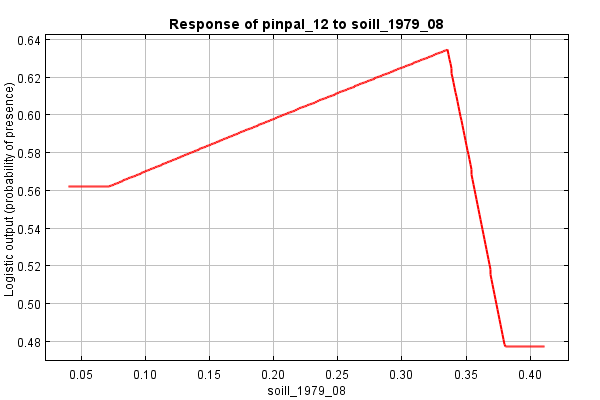 Response of pinpal_12 to soill_1979_08
Logistic output (probability of presence)
0.64
0.62
0.60
0.58
0.56
0.54
0.52
0.50
0.48
0.05 0.10 0.15 0.20 0.25 0.30 0.35 0.40
soill_1979_08